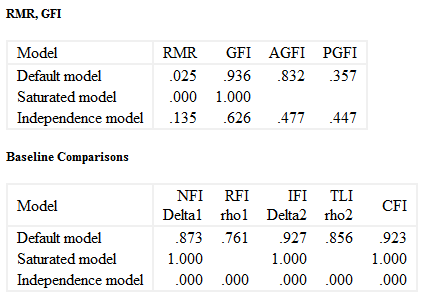 RMR, GFI
Model RMR GFI AGFI PGFI
Default model .025 .936 .832 .357
Saturated model .000 1.000
Independence model .135 .626 .477 .447
Baseline Comparisons
Model NFI Delta1 RFI rho1 IFI Delta2 TLI rho2 CFI
Default model .873 .761 .927 .856 .923
Saturated model 1.000 1.000 1.000
Independence model .000 .000 .000 .000 .000